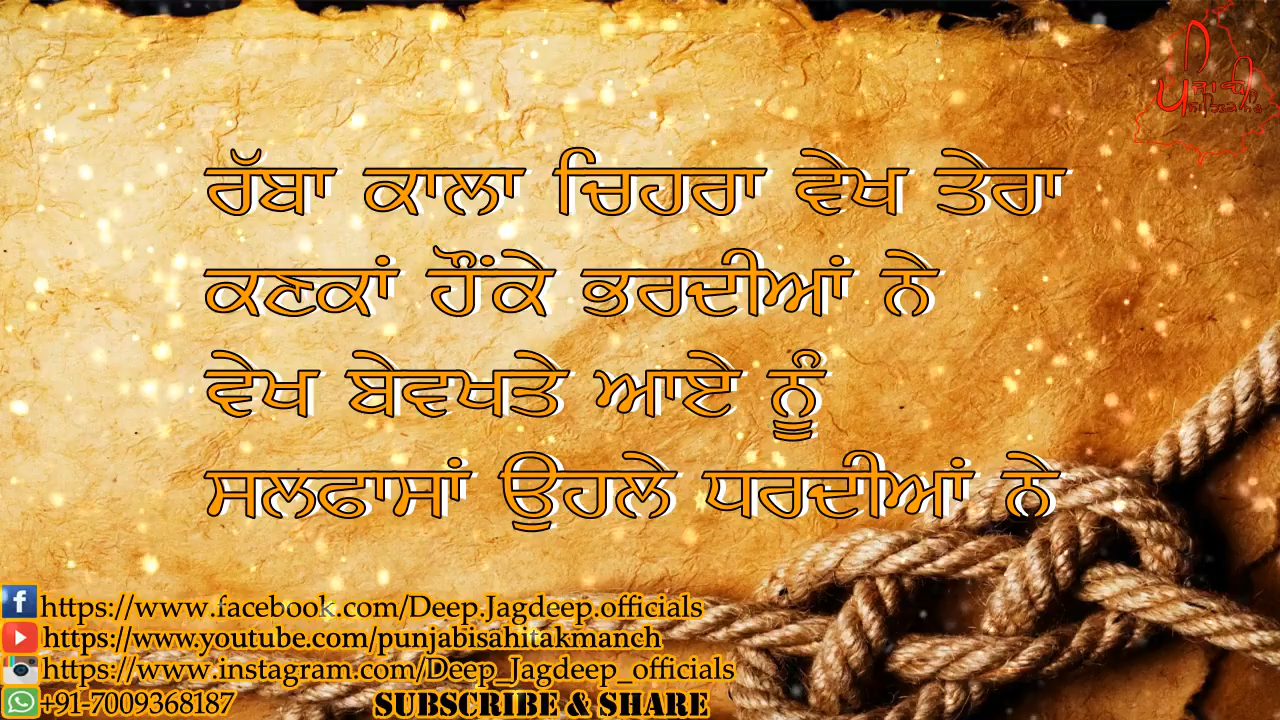 ਰੱਬਾ ਕਾਲਾ ਚਿਹਰਾ ਵੇਖ ਤੇਰਾ
ਕਣਕਾਂ ਹੌਂਕੇ ਭਰਦੀਆਂ ਨੇ
ਵੇਖ ਬੇਵਖਤੇ ਆਏ ਨੂੰ
ਸਲਫਾਸਾਂ ਉਹਲੇ ਧਰਦੀਆਂ ਨੇ
https://www.facebook.com/Deep.Jagdeep.officials
https://www.youtube.com/punjabisahitakmanch
https://www.instagram.com/Deep_Jagdeep_officials
+91-7009368187 SUBSCRIBE & SHARE